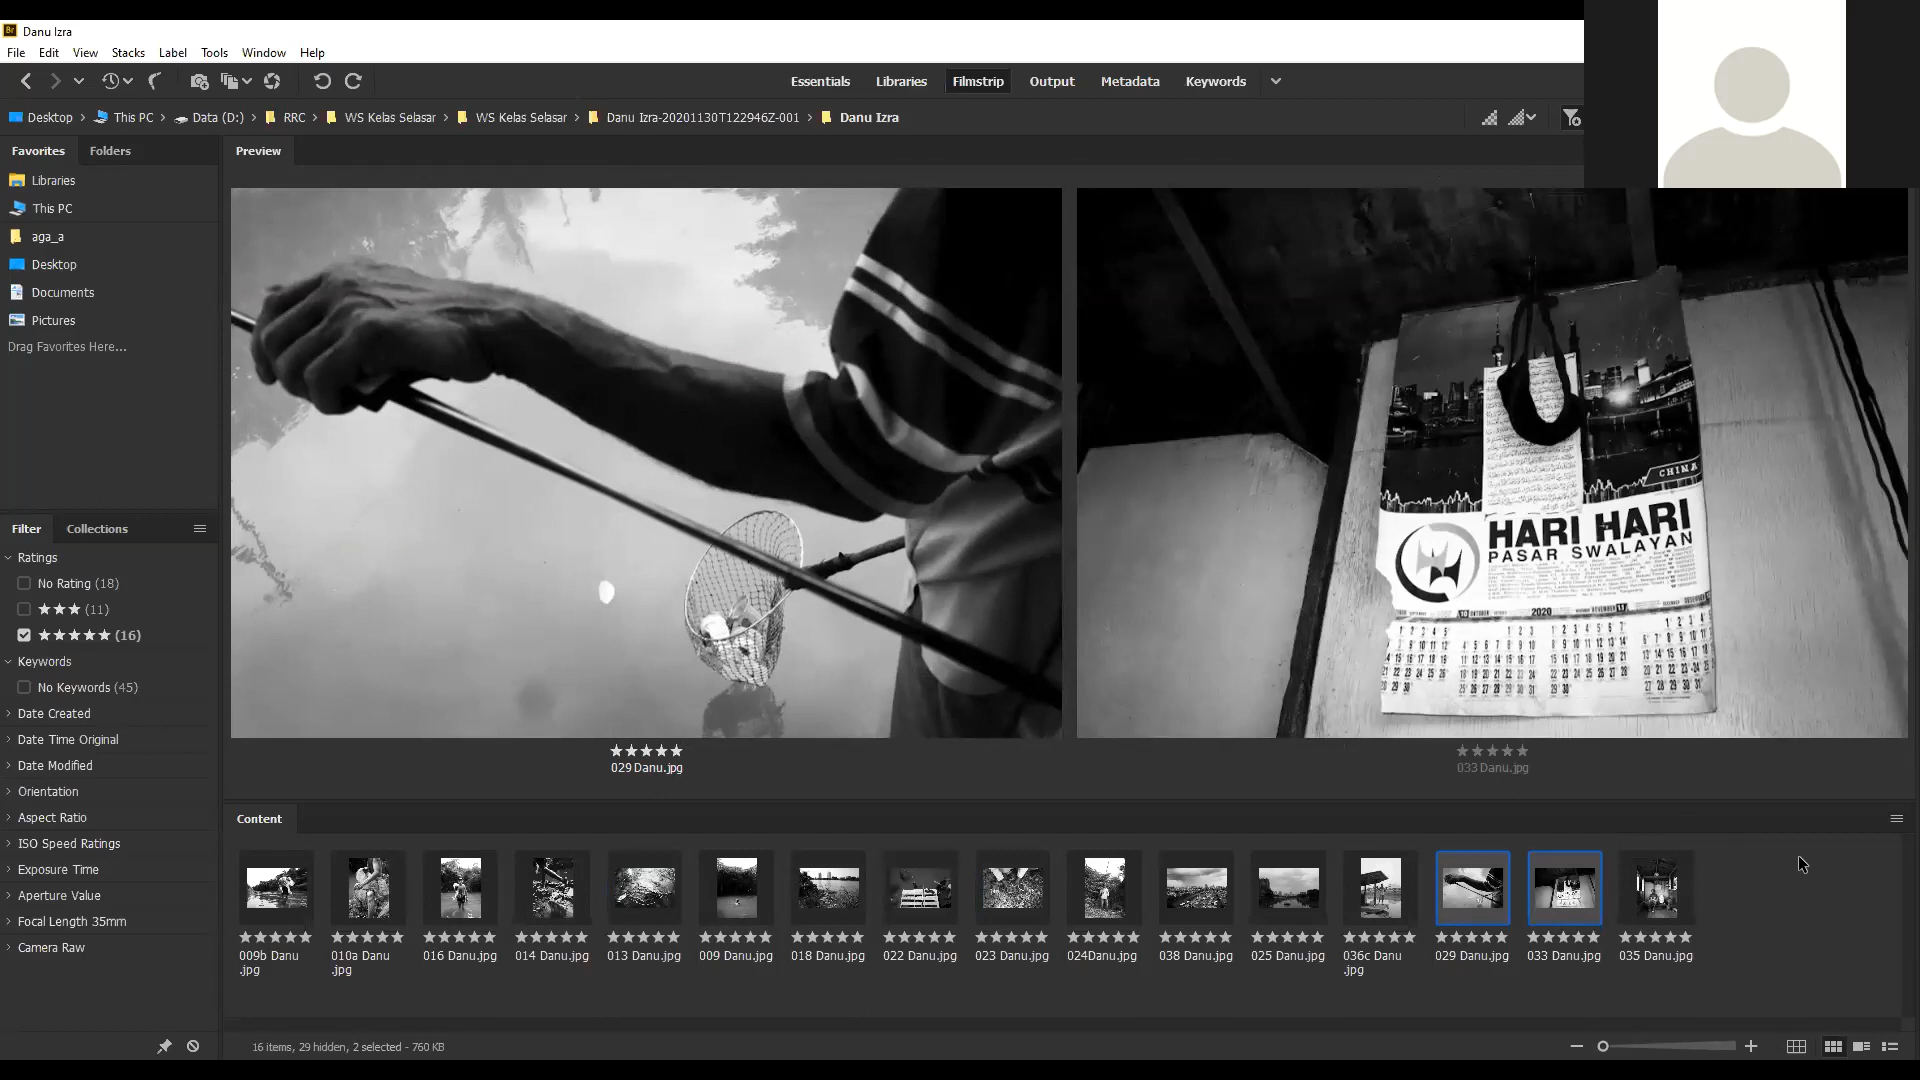 Br Danu Izra
File Edit View Stacks Label Tools Window Help
Essentials Libraries Filmstrip Output Metadata Keywords
Desktop This PC Data (D:) RRC WS Kelas Selasar WS Kelas Selasar Danu Izra-20201130T122946Z-001 Danu Izra
Favorites Folders
Preview
Libraries
This PC
aga_a
Desktop
Documents
Pictures
Drag Favorites Here...
CHINA
HARI HARI
PASAR SWALAYAN
2020
029 Danu.jpg
033 Danu.jpg
Filter Collections
Ratings
No Rating (18)
★★★ (11)
★★★★★ (16)
Keywords
No Keywords (45)
Date Created
Date Time Original
Date Modified
Orientation
Aspect Ratio
ISO Speed Ratings
Exposure Time
Aperture Value
Focal Length 35mm
Camera Raw
Content
009b Danu .jpg
010a Danu .jpg
016 Danu.jpg
014 Danu.jpg
013 Danu.jpg
009 Danu.jpg
018 Danu.jpg
022 Danu.jpg
023 Danu.jpg
024Danu.jpg
038 Danu.jpg
025 Danu.jpg
036c Danu .jpg
029 Danu.jpg
033 Danu.jpg
035 Danu.jpg
16 items, 29 hidden, 2 selected - 760 KB